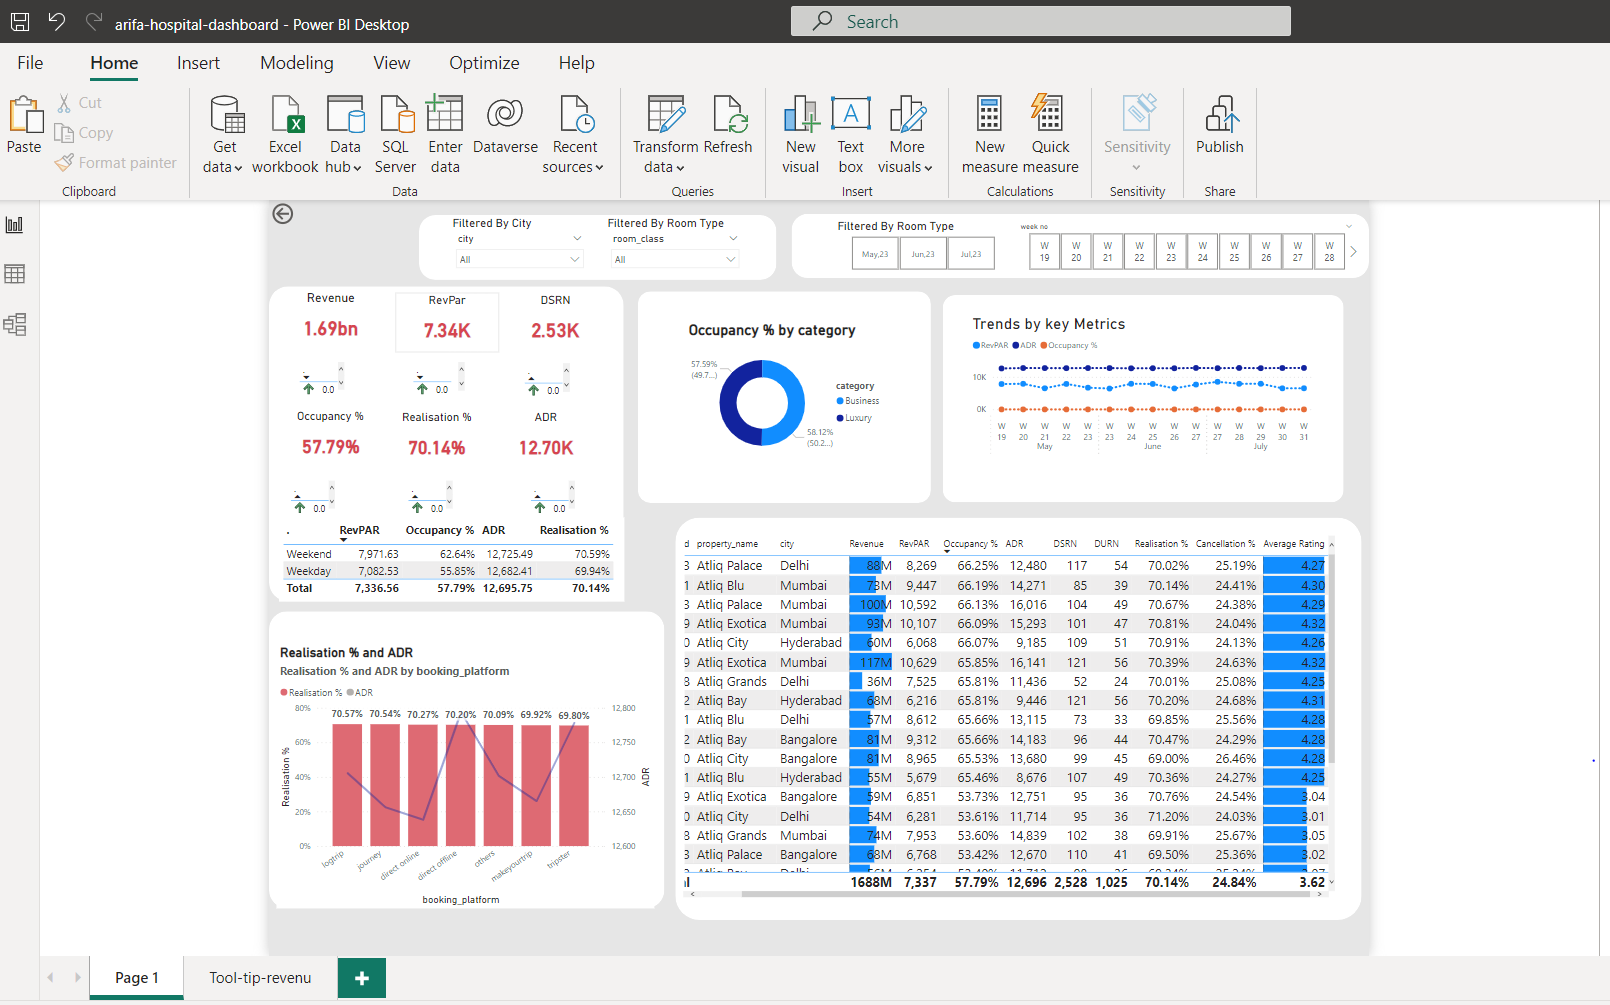 arifa-hospital-dashboard - Power BI Desktop
Search
File Home Insert Modeling View Optimize Help
Paste
Cut
Copy
Format painter
Clipboard
Get data
Excel workbook
Data hub
SQL Server
Enter data
Dataverse
Recent sources
Data
Transform data
Refresh
Queries
New visual
Text box
More visuals
Insert
New measure
Quick measure
Calculations
Sensitivity
Sensitivity
Publish
Share
Filtered By City
city
All
Filtered By Room Type
room_class
All
Filtered By Room Type
May,23 Jun,23 Jul,23
week no
W 19 W 20 W 21 W 22 W 23 W 24 W 25 W 26 W 27 W 28
Revenue RevPar DSRN
1.69bn 7.34K 2.53K
0.0 0.0 0.0
Occupancy % Realisation % ADR
57.79% 70.14% 12.70K
0.0 0.0 0.0
. RevPAR Occupancy % ADR Realisation %
Weekend 7,971.63 62.64% 12,725.49 70.59%
Weekday 7,082.53 55.85% 12,682.41 69.94%
Total 7,336.56 57.79% 12,695.75 70.14%
Occupancy % by category
57.59%
(49.7...)
58.12%
(50.2...)
category
Business
Luxury
Trends by key Metrics
RevPAR ADR Occupancy %
10K
0K
W 19 W 20 W 21 W 22 W 23 W 23 W 24 W 25 W 26 W 27 W 27 W 28 W 29 W 30 W 31
May June July
Realisation % and ADR
Realisation % and ADR by booking_platform
Realisation % ADR
80% 60% 40% 20% 0%
Realisation %
70.57% 70.54% 70.27% 70.20% 70.09% 69.92% 69.80%
12,800 12,750 12,700 12,650 12,600
ADR
logtrip journey direct online direct offline others makeyourtrip tripster
booking_platform
d property_name city Revenue RevPAR Occupancy % ADR DSRN DURN Realisation % Cancellation % Average Rating
3 Atliq Palace Delhi 88M 8,269 66.25% 12,480 117 54 70.02% 25.19% 4.27
1 Atliq Blu Mumbai 73M 9,447 66.19% 14,271 85 39 70.14% 24.41% 4.30
3 Atliq Palace Mumbai 100M 10,592 66.13% 16,016 104 49 70.67% 24.38% 4.29
9 Atliq Exotica Mumbai 93M 10,107 66.09% 15,293 101 47 70.81% 24.04% 4.32
0 Atliq City Hyderabad 60M 6,068 66.07% 9,185 109 51 70.91% 24.13% 4.26
9 Atliq Exotica Mumbai 117M 10,629 65.85% 16,141 121 56 70.39% 24.63% 4.32
8 Atliq Grands Delhi 36M 7,525 65.81% 11,436 52 24 70.01% 25.08% 4.25
2 Atliq Bay Hyderabad 68M 6,216 65.81% 9,446 121 56 70.20% 24.68% 4.31
1 Atliq Blu Delhi 57M 8,612 65.66% 13,115 73 33 69.85% 25.56% 4.28
2 Atliq Bay Bangalore 81M 9,312 65.66% 14,183 96 44 70.47% 24.29% 4.28
0 Atliq City Bangalore 81M 8,965 65.53% 13,680 99 45 69.00% 26.46% 4.28
1 Atliq Blu Hyderabad 55M 5,679 65.46% 8,676 107 49 70.36% 24.27% 4.25
9 Atliq Exotica Bangalore 59M 6,851 53.73% 12,751 95 36 70.76% 24.54% 3.04
0 Atliq City Delhi 54M 6,281 53.61% 11,714 95 36 71.20% 24.03% 3.01
8 Atliq Grands Mumbai 74M 7,953 53.60% 14,839 102 38 69.91% 25.67% 3.05
3 Atliq Palace Bangalore 68M 6,768 53.42% 12,670 110 41 69.50% 25.36% 3.02
1688M 7,337 57.79% 12,696 2,528 1,025 70.14% 24.84% 3.62
Page 1
Tool-tip-revenu